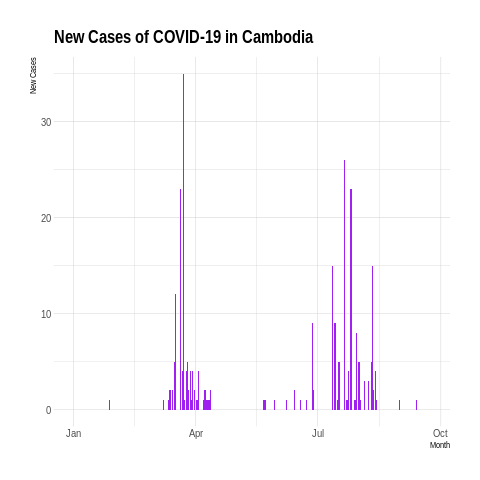 New Cases of COVID-19 in Cambodia
New Cases
30
20
10
0
Jan Apr Jul Oct
Month